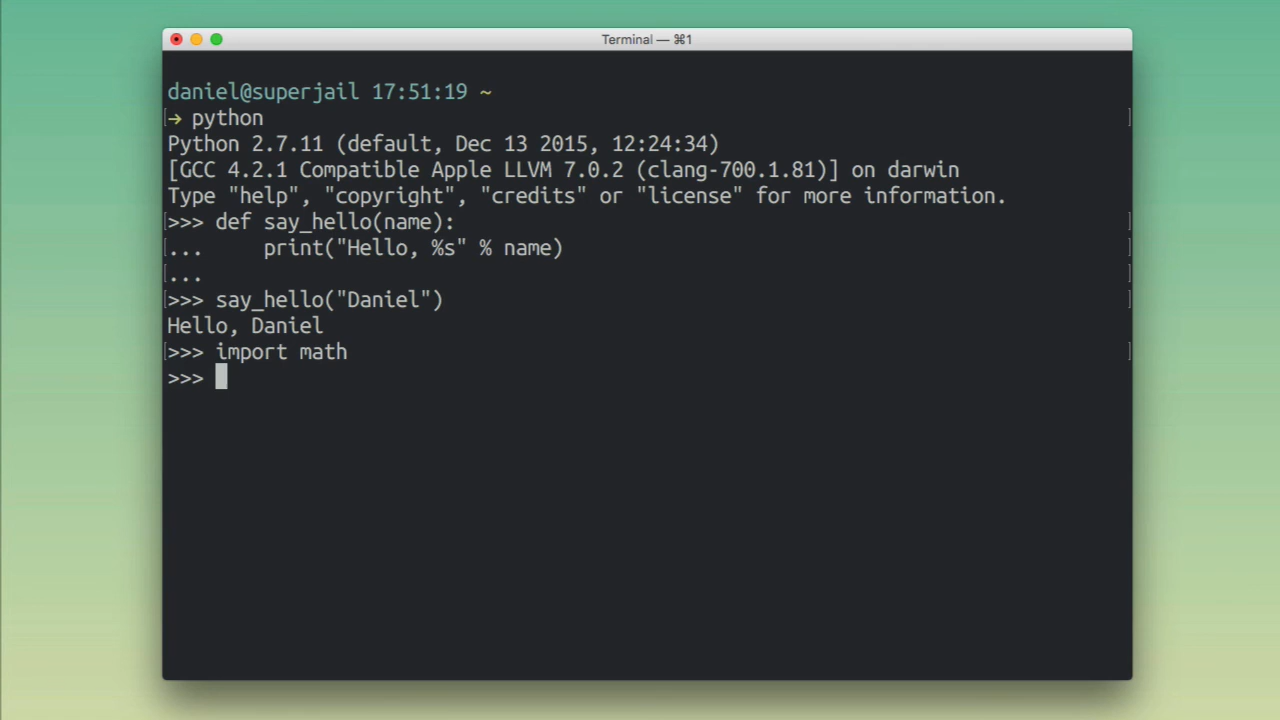 Terminal — ⌘1
daniel@superjail 17:51:19 ~
[→ python ]
Python 2.7.11 (default, Dec 13 2015, 12:24:34)
[GCC 4.2.1 Compatible Apple LLVM 7.0.2 (clang-700.1.81)] on darwin
Type "help", "copyright", "credits" or "license" for more information.
[>>> def say_hello(name): ]
[...     print("Hello, %s" % name) ]
[... ]
[>>> say_hello("Daniel") ]
Hello, Daniel
[>>> import math ]
>>>